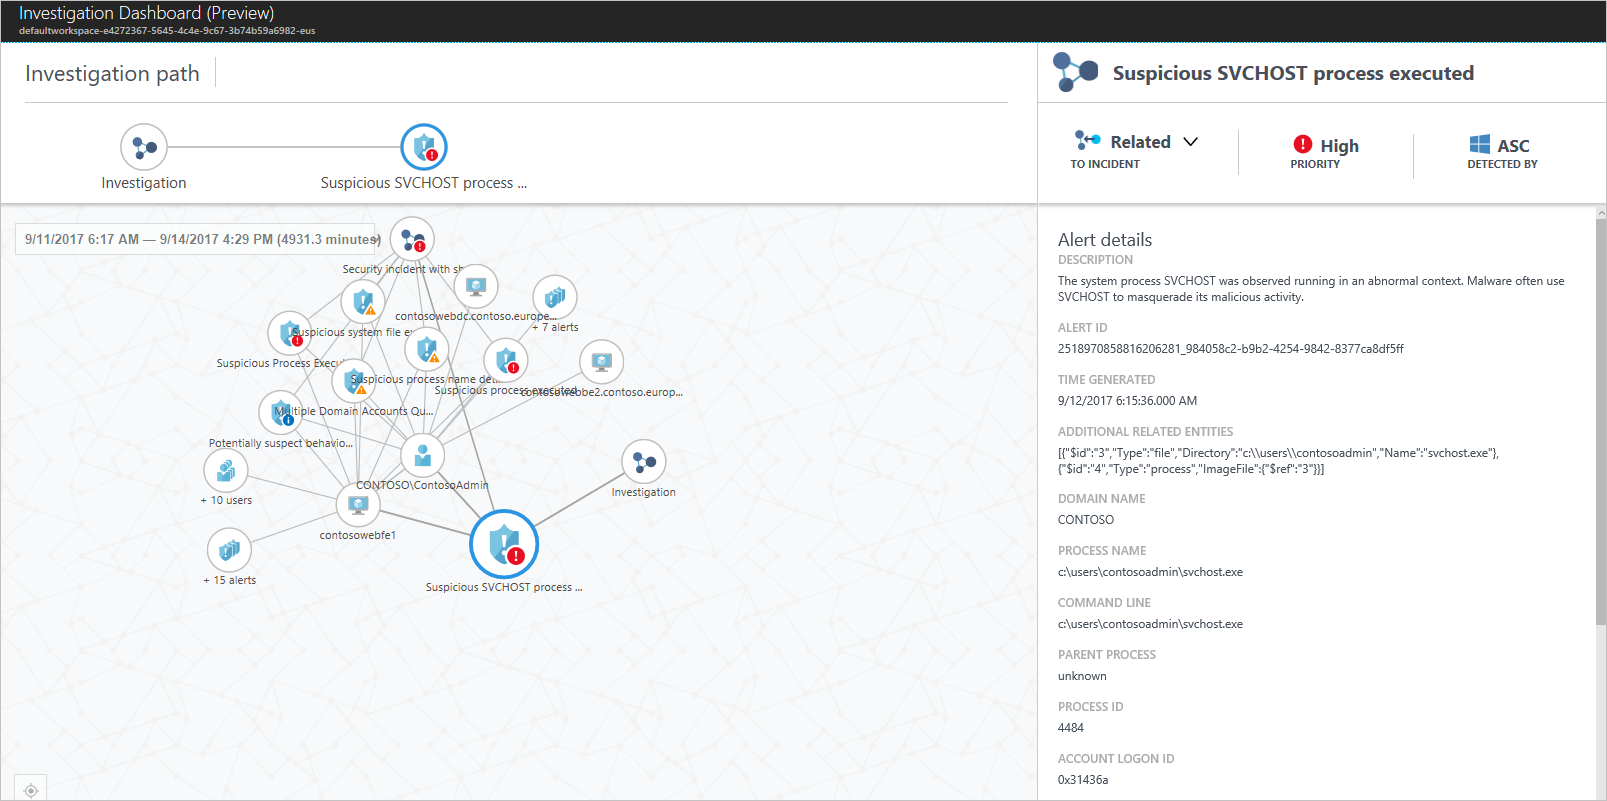 Investigation Dashboard (Preview)
defaultworkspace-e4272367-5645-4c4e-9c67-3b74b59a6982-eus
Investigation path
Investigation
Suspicious SVCHOST process ...
9/11/2017 6:17 AM — 9/14/2017 4:29 PM (4931.3 minutes)
Security incident with sh
contosowebdc.contoso.europe...
+ 7 alerts
Suspicious system file ex
Suspicious Process Execu
Suspicious process name det...
Suspicious process executed
contosowebbe2.contoso.europ...
Multiple Domain Accounts Qu...
Potentially suspect behavio...
CONTOSO\ContosoAdmin
+ 10 users
Investigation
contosowebfe1
+ 15 alerts
Suspicious SVCHOST process ...
Suspicious SVCHOST process executed
Related
TO INCIDENT
High
PRIORITY
ASC
DETECTED BY
Alert details
DESCRIPTION
The system process SVCHOST was observed running in an abnormal context. Malware often use
SVCHOST to masquerade its malicious activity.
ALERT ID
2518970858816206281_984058c2-b9b2-4254-9842-8377ca8df5ff
TIME GENERATED
9/12/2017 6:15:36.000 AM
ADDITIONAL RELATED ENTITIES
[{"$id":"3","Type":"file","Directory":"c:\\users\\contosoadmin","Name":"svchost.exe"},
{"$id":"4","Type":"process","ImageFile":{"$ref":"3"}}]
DOMAIN NAME
CONTOSO
PROCESS NAME
c:\users\contosoadmin\svchost.exe
COMMAND LINE
c:\users\contosoadmin\svchost.exe
PARENT PROCESS
unknown
PROCESS ID
4484
ACCOUNT LOGON ID
0x31436a